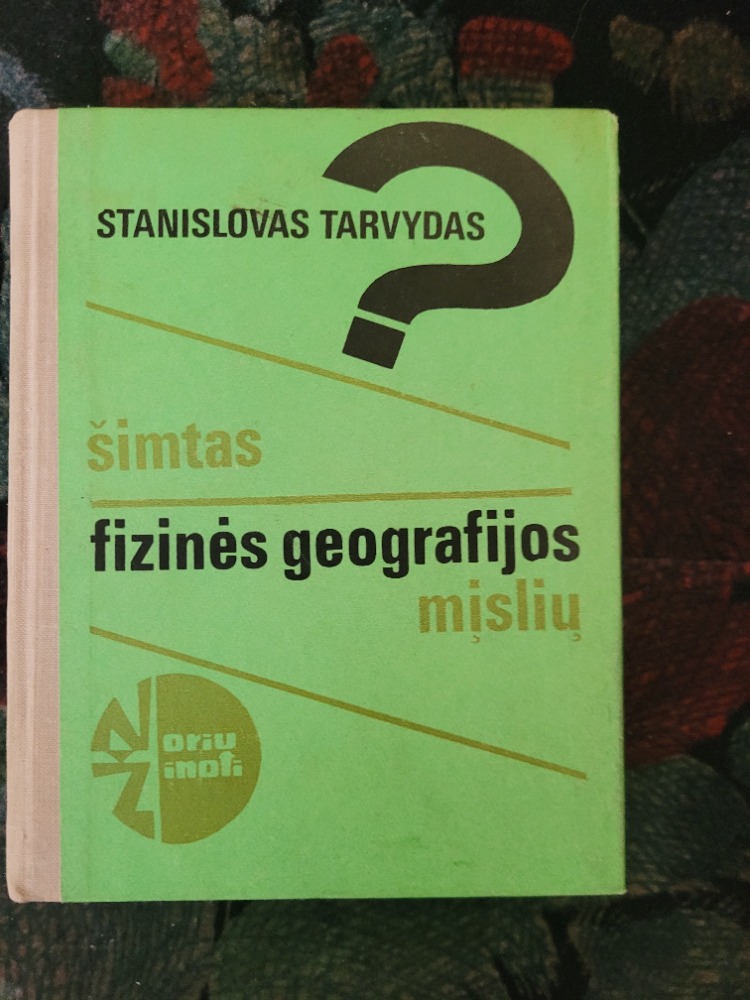 STANISLOVAS TARVYDAS
šimtas
fizinės geografijos
mįslių
Noriu
Žinoti